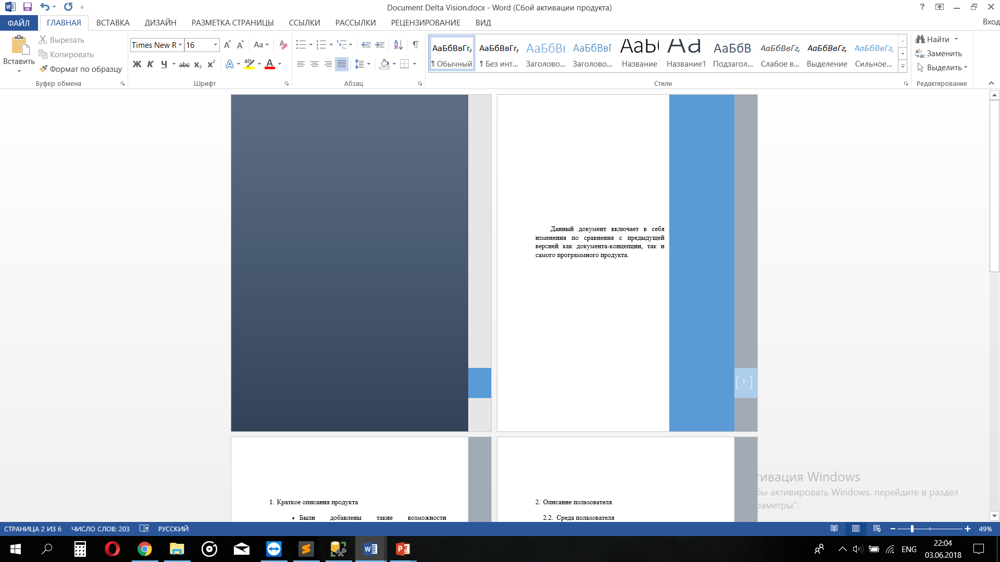 Document Delta Vision.docx - Word (Сбой активации продукта)
ФАЙЛ ГЛАВНАЯ ВСТАВКА ДИЗАЙН РАЗМЕТКА СТРАНИЦЫ ССЫЛКИ РАССЫЛКИ РЕЦЕНЗИРОВАНИЕ ВИД Вход
Вставить
Вырезать
Копировать
Формат по образцу
Буфер обмена
Times New R 16
Aa
Ж К Ч abc x₂ x²
Шрифт
Абзац
АаБбВвГг, АаБбВвГг, АаБбВв АаБбВвГ АаБ Аа АаБбВ АаБбВвГг, АаБбВвГг, АаБбВвГг,
¶ Обычный ¶ Без инт... Заголово... Заголово... Название Название1 Подзагол... Слабое в... Выделение Сильное...
Стили
Найти
Заменить
Выделить
Редактирование
Данный документ включает в себя
изменения по сравнения с предыдущей
версией как документа-концепции, так и
самого программного продукта.
1
1. Краткое описания продукта
• Были добавлены такие возможности
2. Описание пользователя
2.2. Среда пользователя
тивация Windows
бы активировать Windows, перейдите в раздел
араметры".
СТРАНИЦА 2 ИЗ 6 ЧИСЛО СЛОВ: 203 РУССКИЙ 49%
ENG 22:04
03.06.2018